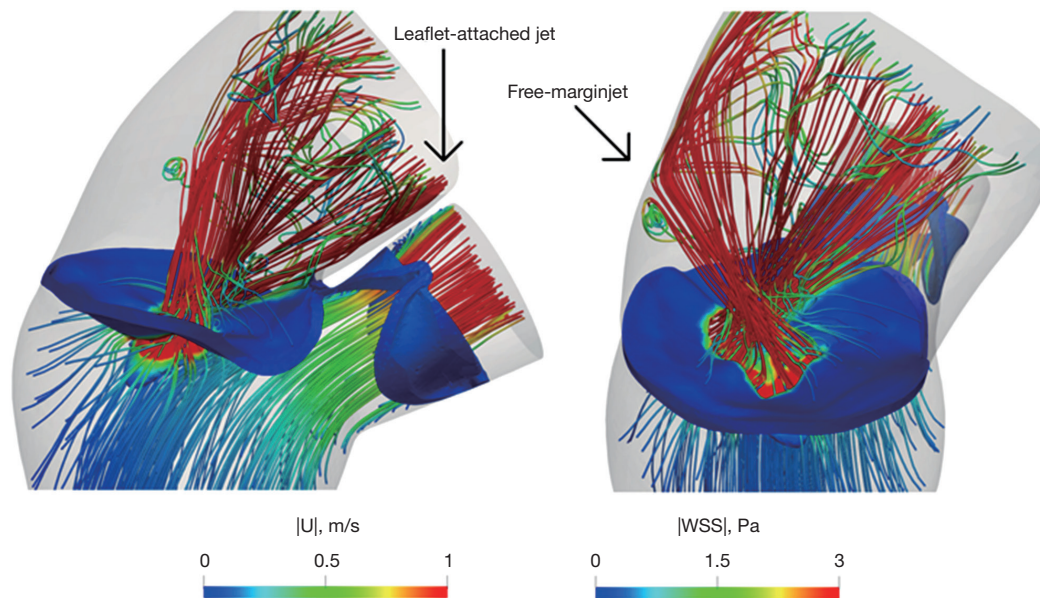 Leaflet-attached jet
Free-marginjet
|U|, m/s
0 0.5 1
|WSS|, Pa
0 1.5 3